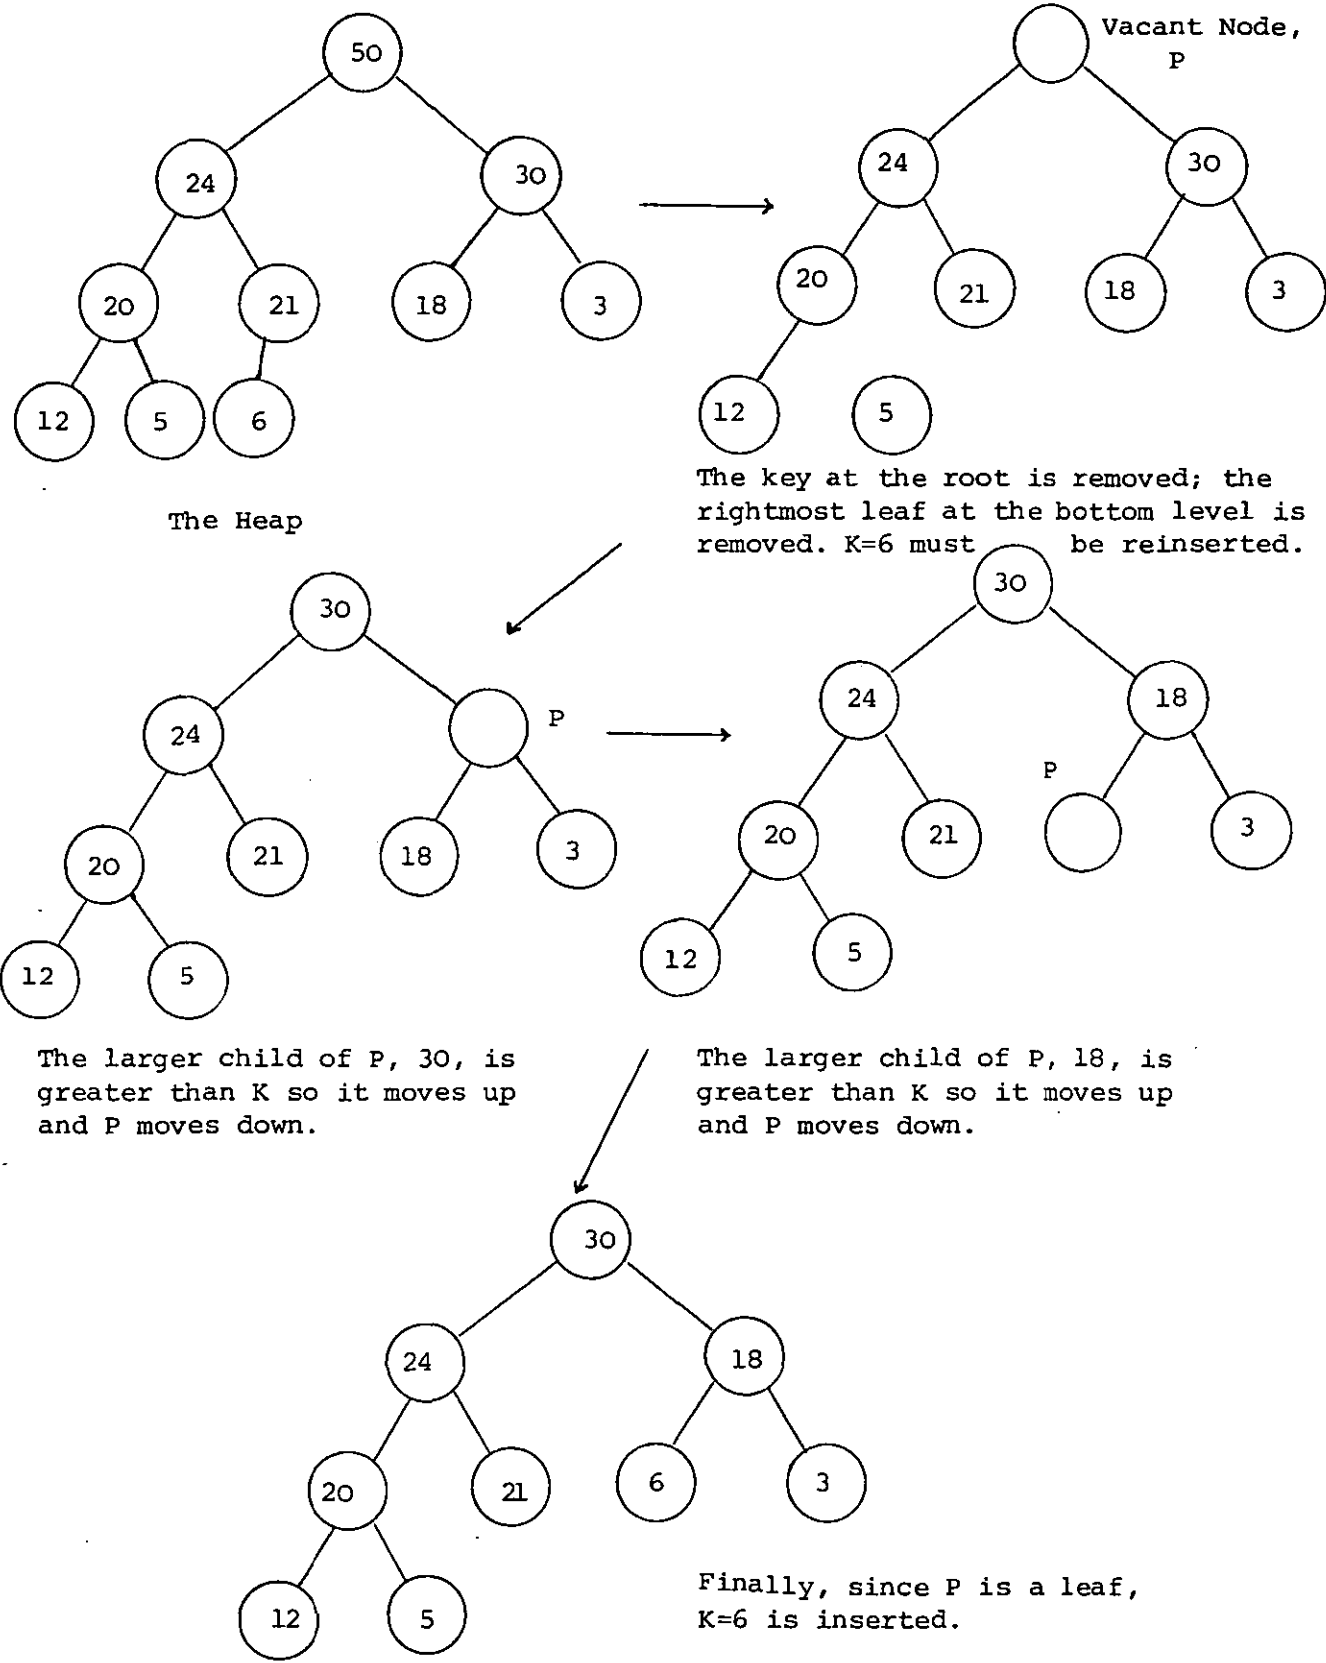 50
Vacant Node,
P
24
30
24
30
20
21
18
3
20
21
18
3
12
5
6
12
5
The Heap
The key at the root is removed; the
rightmost leaf at the bottom level is
removed. K=6 must be reinserted.
30
24
P
20
21
18
3
12
5
30
24
18
P
20
21
3
12
5
The larger child of P, 30, is
greater than K so it moves up
and P moves down.
The larger child of P, 18, is
greater than K so it moves up
and P moves down.
30
24
18
20
21
6
3
12
5
Finally, since P is a leaf,
K=6 is inserted.